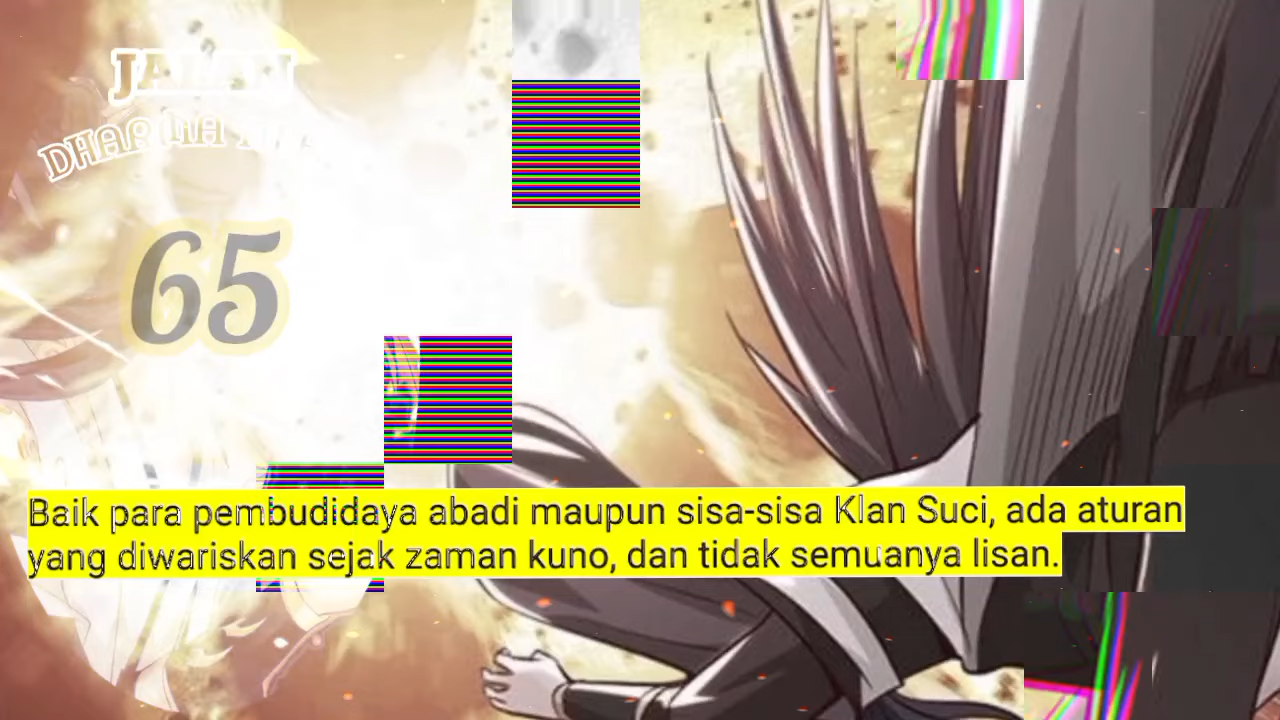 JALAN
65
Baik para pembudidaya abadi maupun sisa-sisa Klan Suci, ada aturan
yang diwariskan sejak zaman kuno, dan tidak semuanya lisan.